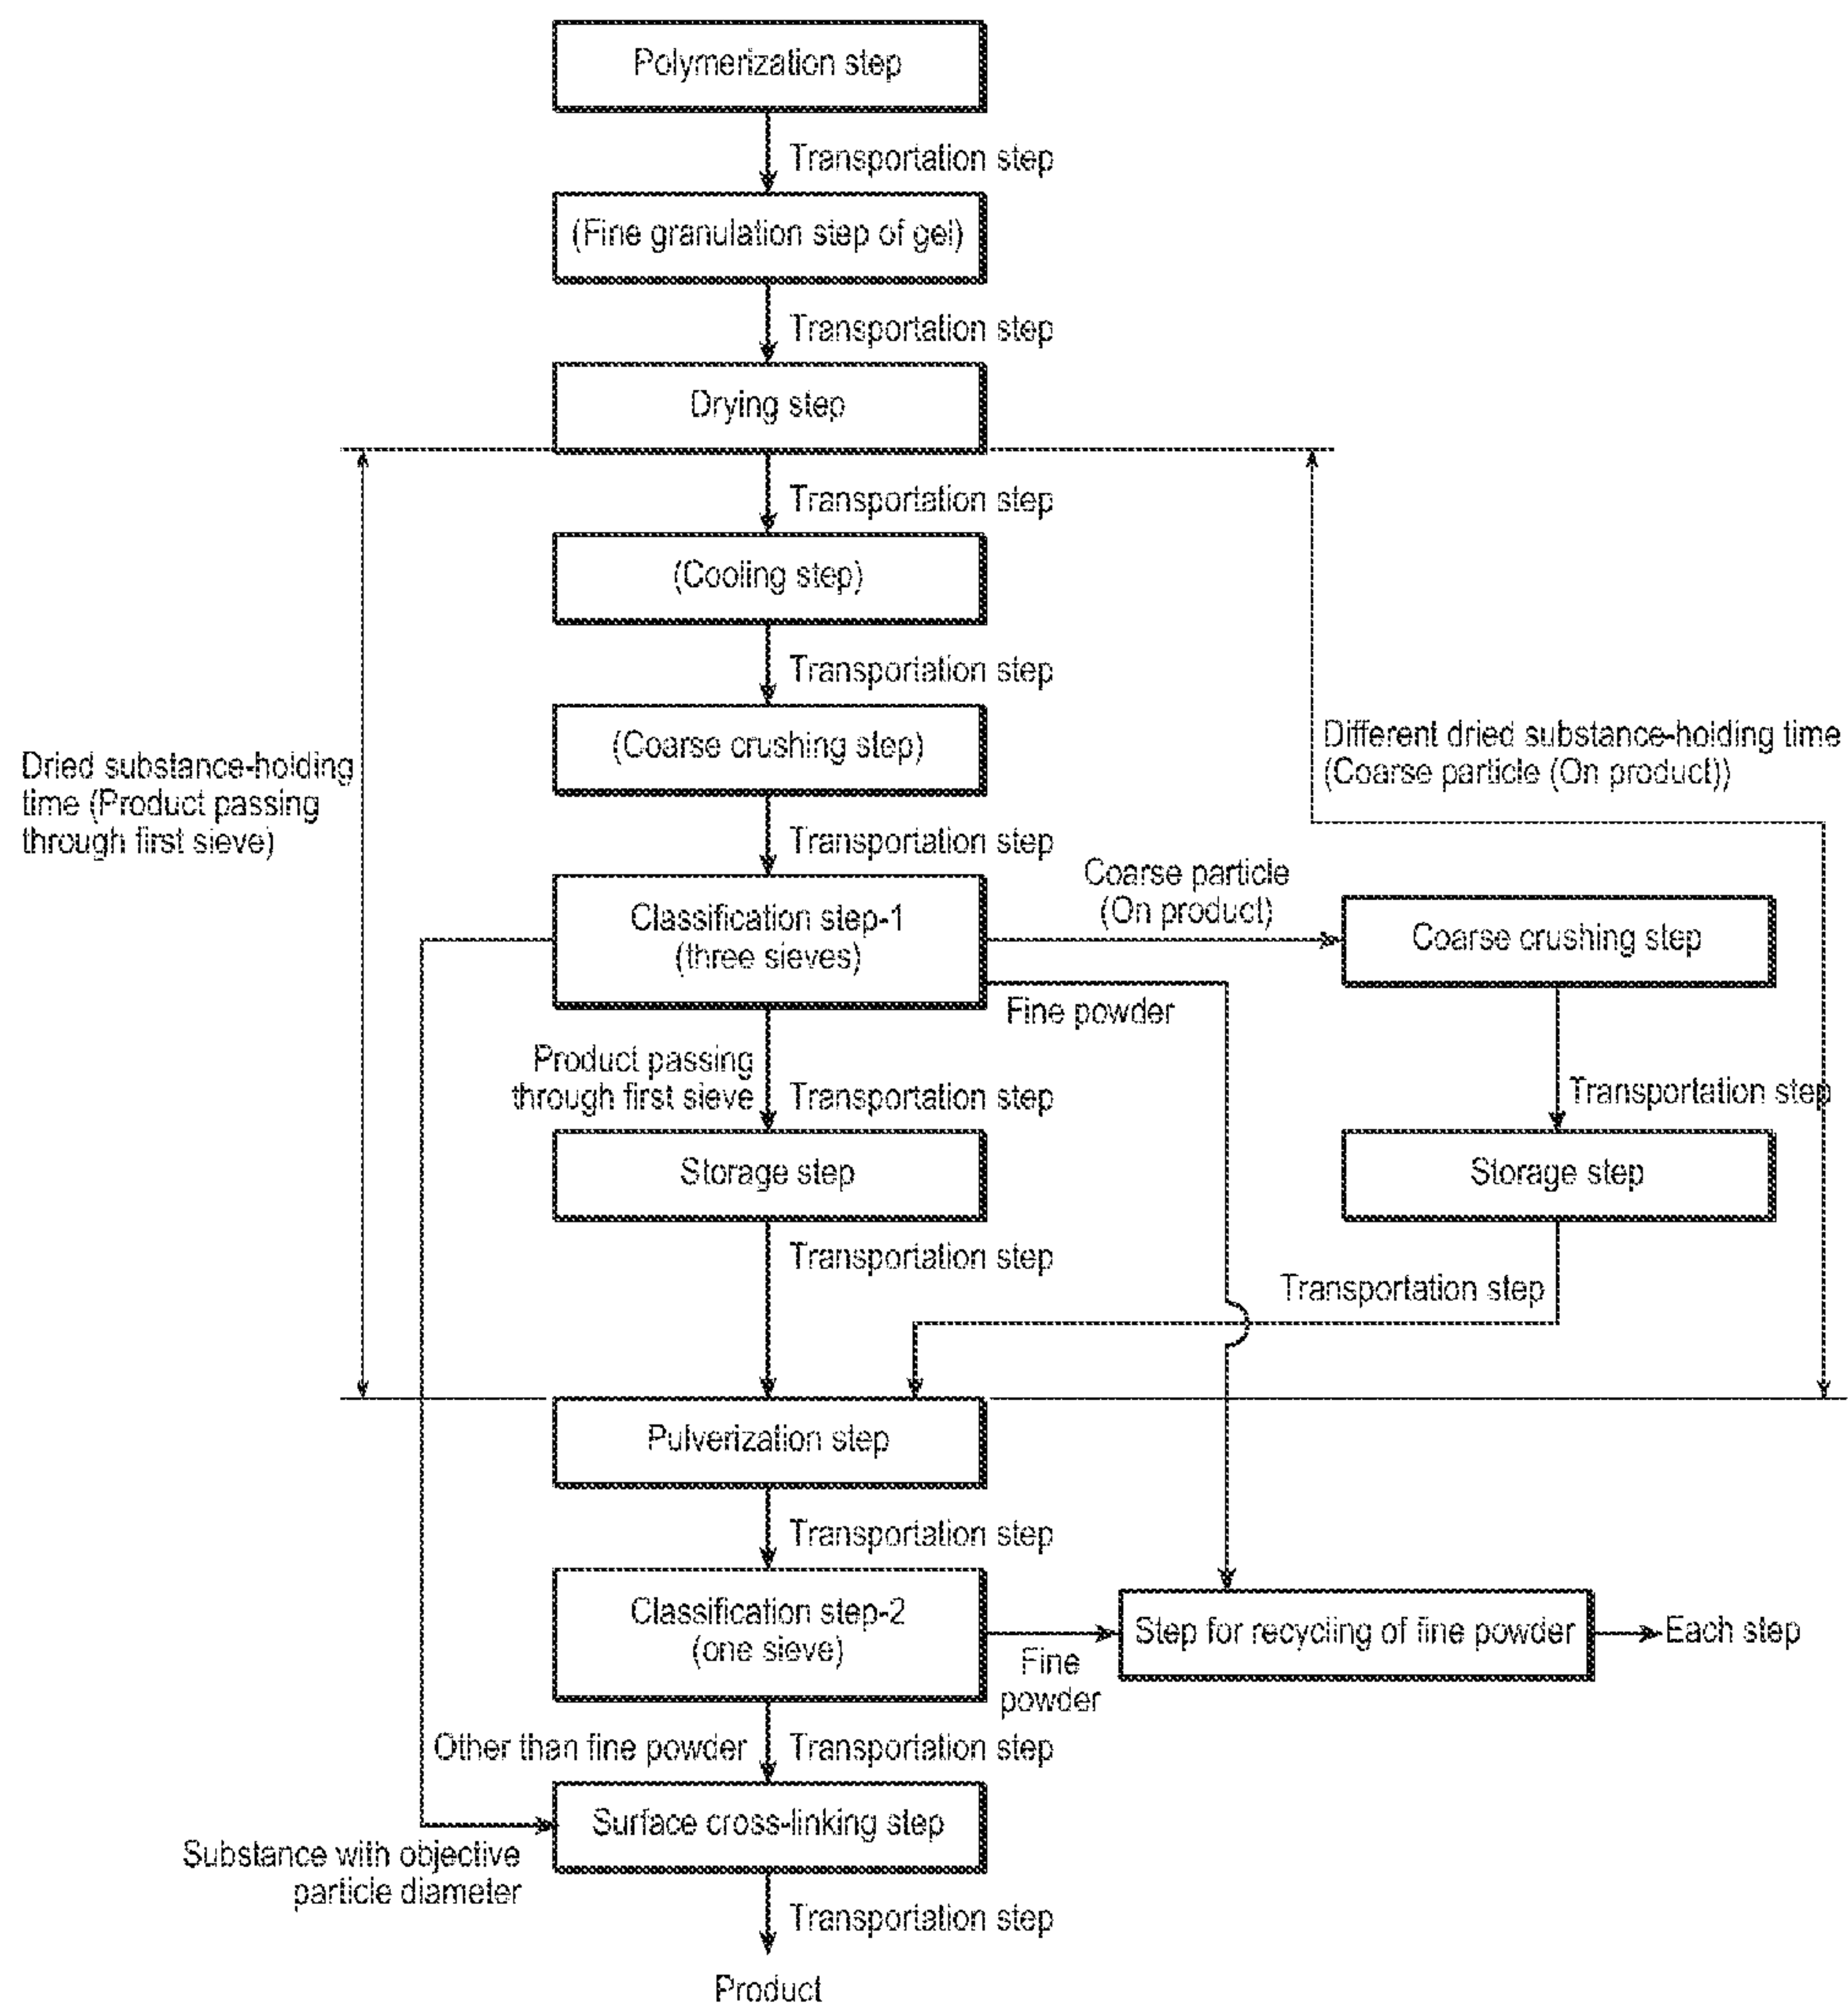 Polymerization step
Transportation step
(Fine granulation step of gel)
Transportation step
Drying step
Transportation step
(Cooling step)
Transportation step
(Coarse crushing step)
Dried substance-holding
time (Product passing
through first sieve)
Different dried substance-holding time
(Coarse particle (On product))
Transportation step
Classification step-1
(three sieves)
Coarse particle
(On product)
Coarse crushing step
Fine powder
Product passing
through first sieve
Transportation step
Transportation step
Storage step
Storage step
Transportation step
Transportation step
Pulverization step
Transportation step
Classification step-2
(one sieve)
Fine
powder
Step for recycling of fine powder
Each step
Other than fine powder
Transportation step
Surface cross-linking step
Substance with objective
particle diameter
Transportation step
Product